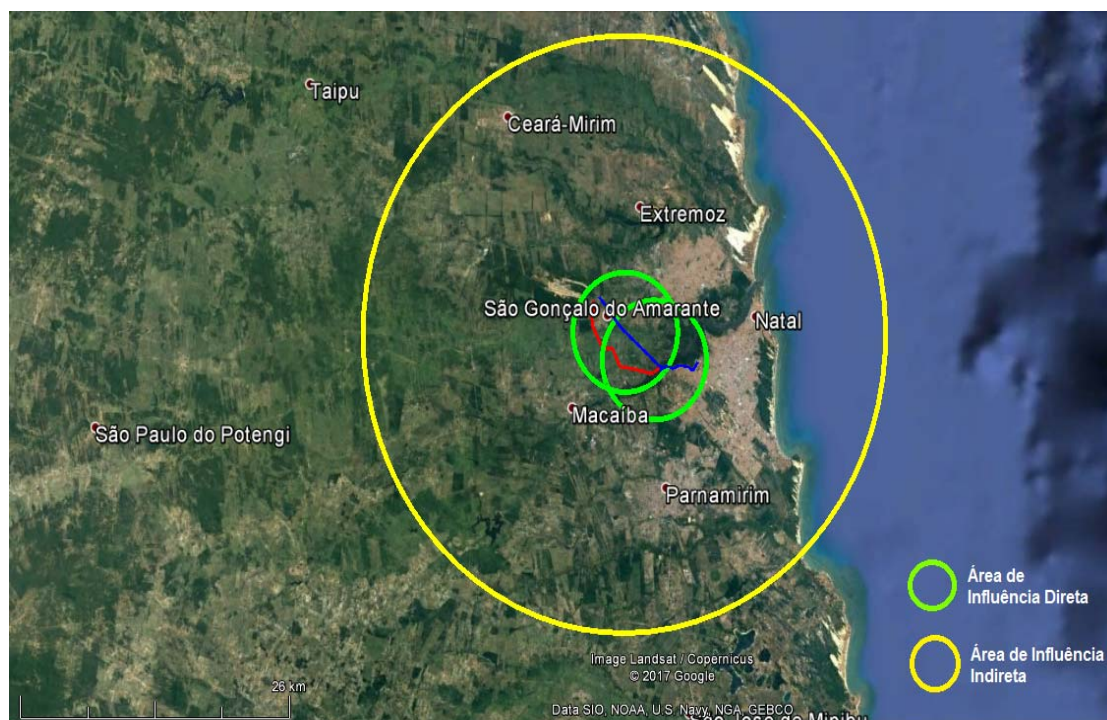 Taipu
Ceará-Mirim
Extremoz
São Gonçalo do Amarante
Natal
Macaíba
São Paulo do Potengi
Parnamirim
Área de
Influência Direta
Área de Influência
Indireta
Image Landsat / Copernicus
© 2017 Google
26 km
Data SIO, NOAA, U.S. Navy, NGA, GEBCO